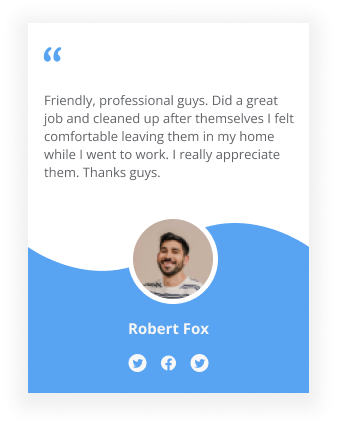 “
Friendly, professional guys. Did a great
job and cleaned up after themselves I felt
comfortable leaving them in my home
while I went to work. I really appreciate
them. Thanks guys.
Robert Fox